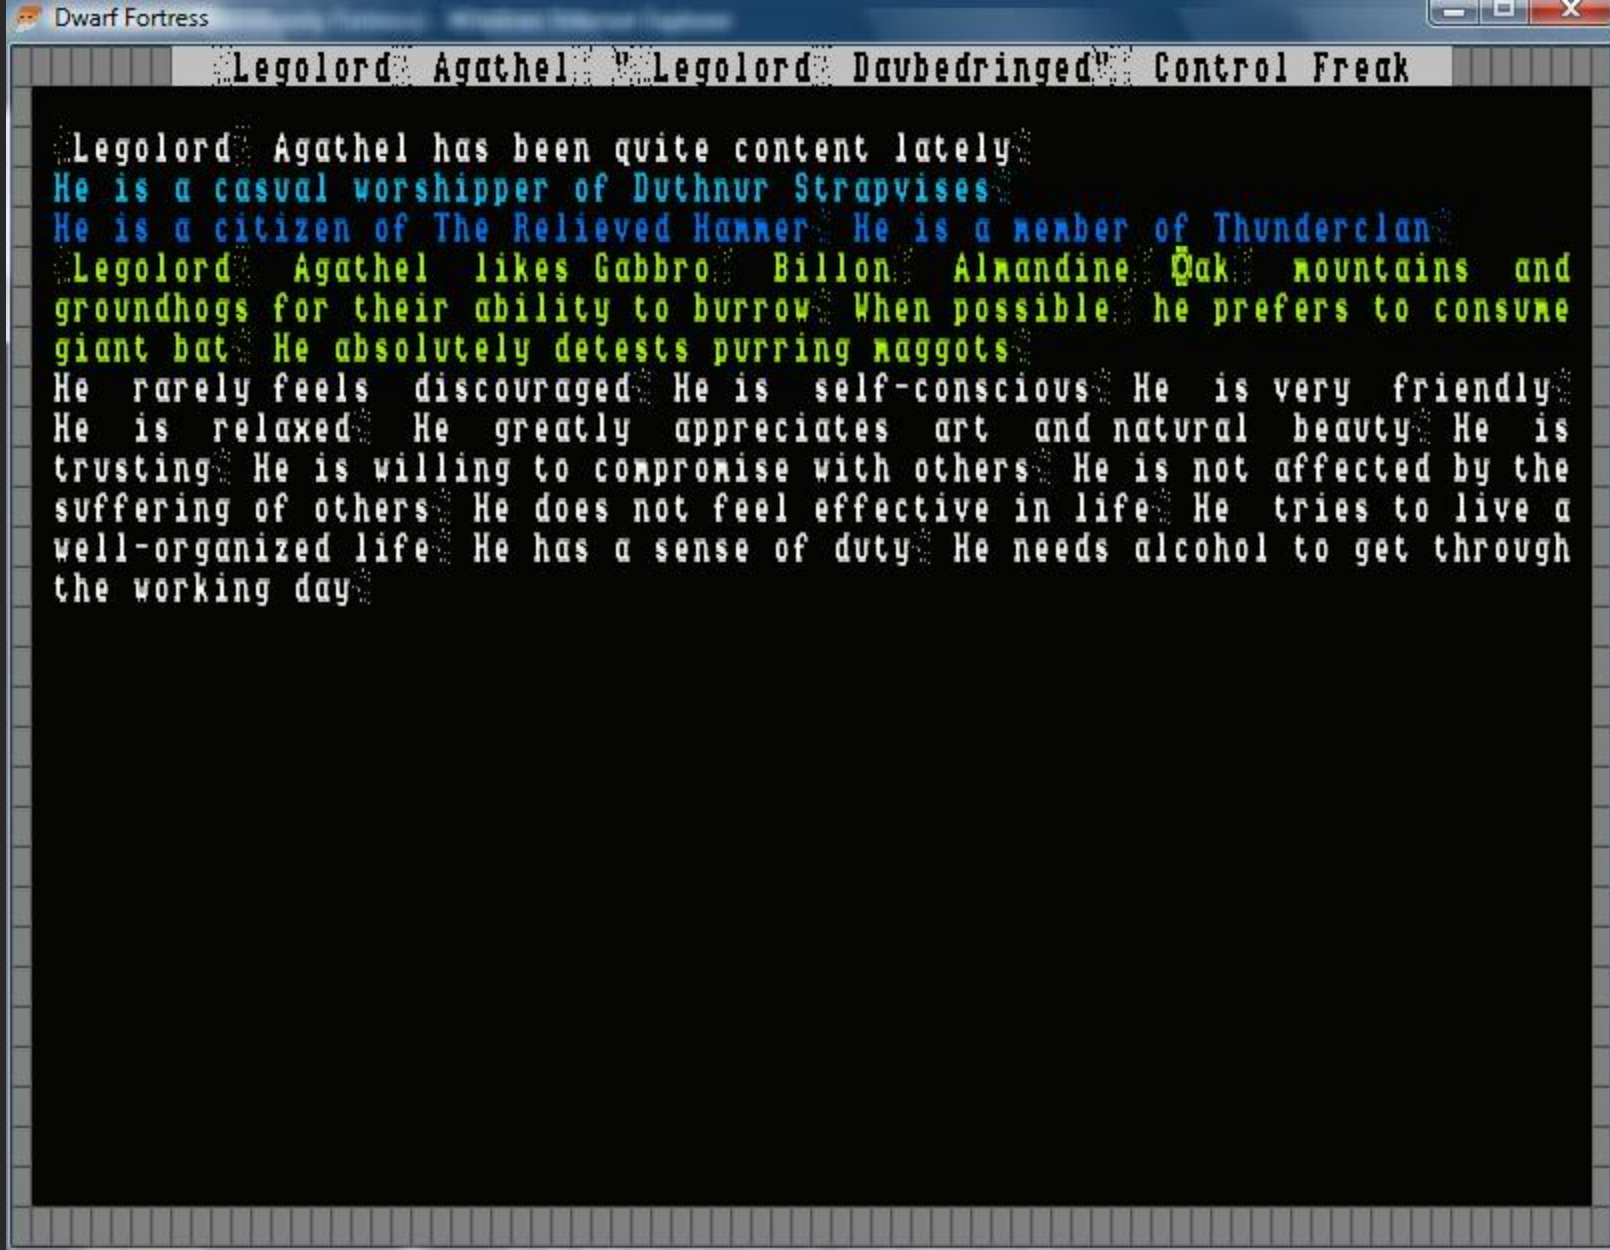 Dwarf Fortress
`Legolord' Agathel, "`Legolord' Daubedringed", Control Freak
`Legolord' Agathel has been quite content lately.
He is a casual worshipper of Duthnur Strapvises.
He is a citizen of The Relieved Hammer. He is a member of Thunderclan.
`Legolord' Agathel likes Gabbro, Billon, Almandine, Oak, mountains and
groundhogs for their ability to burrow. When possible, he prefers to consume
giant bat. He absolutely detests purring maggots.
He rarely feels discouraged. He is self-conscious. He is very friendly.
He is relaxed. He greatly appreciates art and natural beauty. He is
trusting. He is willing to compromise with others. He is not affected by the
suffering of others. He does not feel effective in life. He tries to live a
well-organized life. He has a sense of duty. He needs alcohol to get through
the working day.